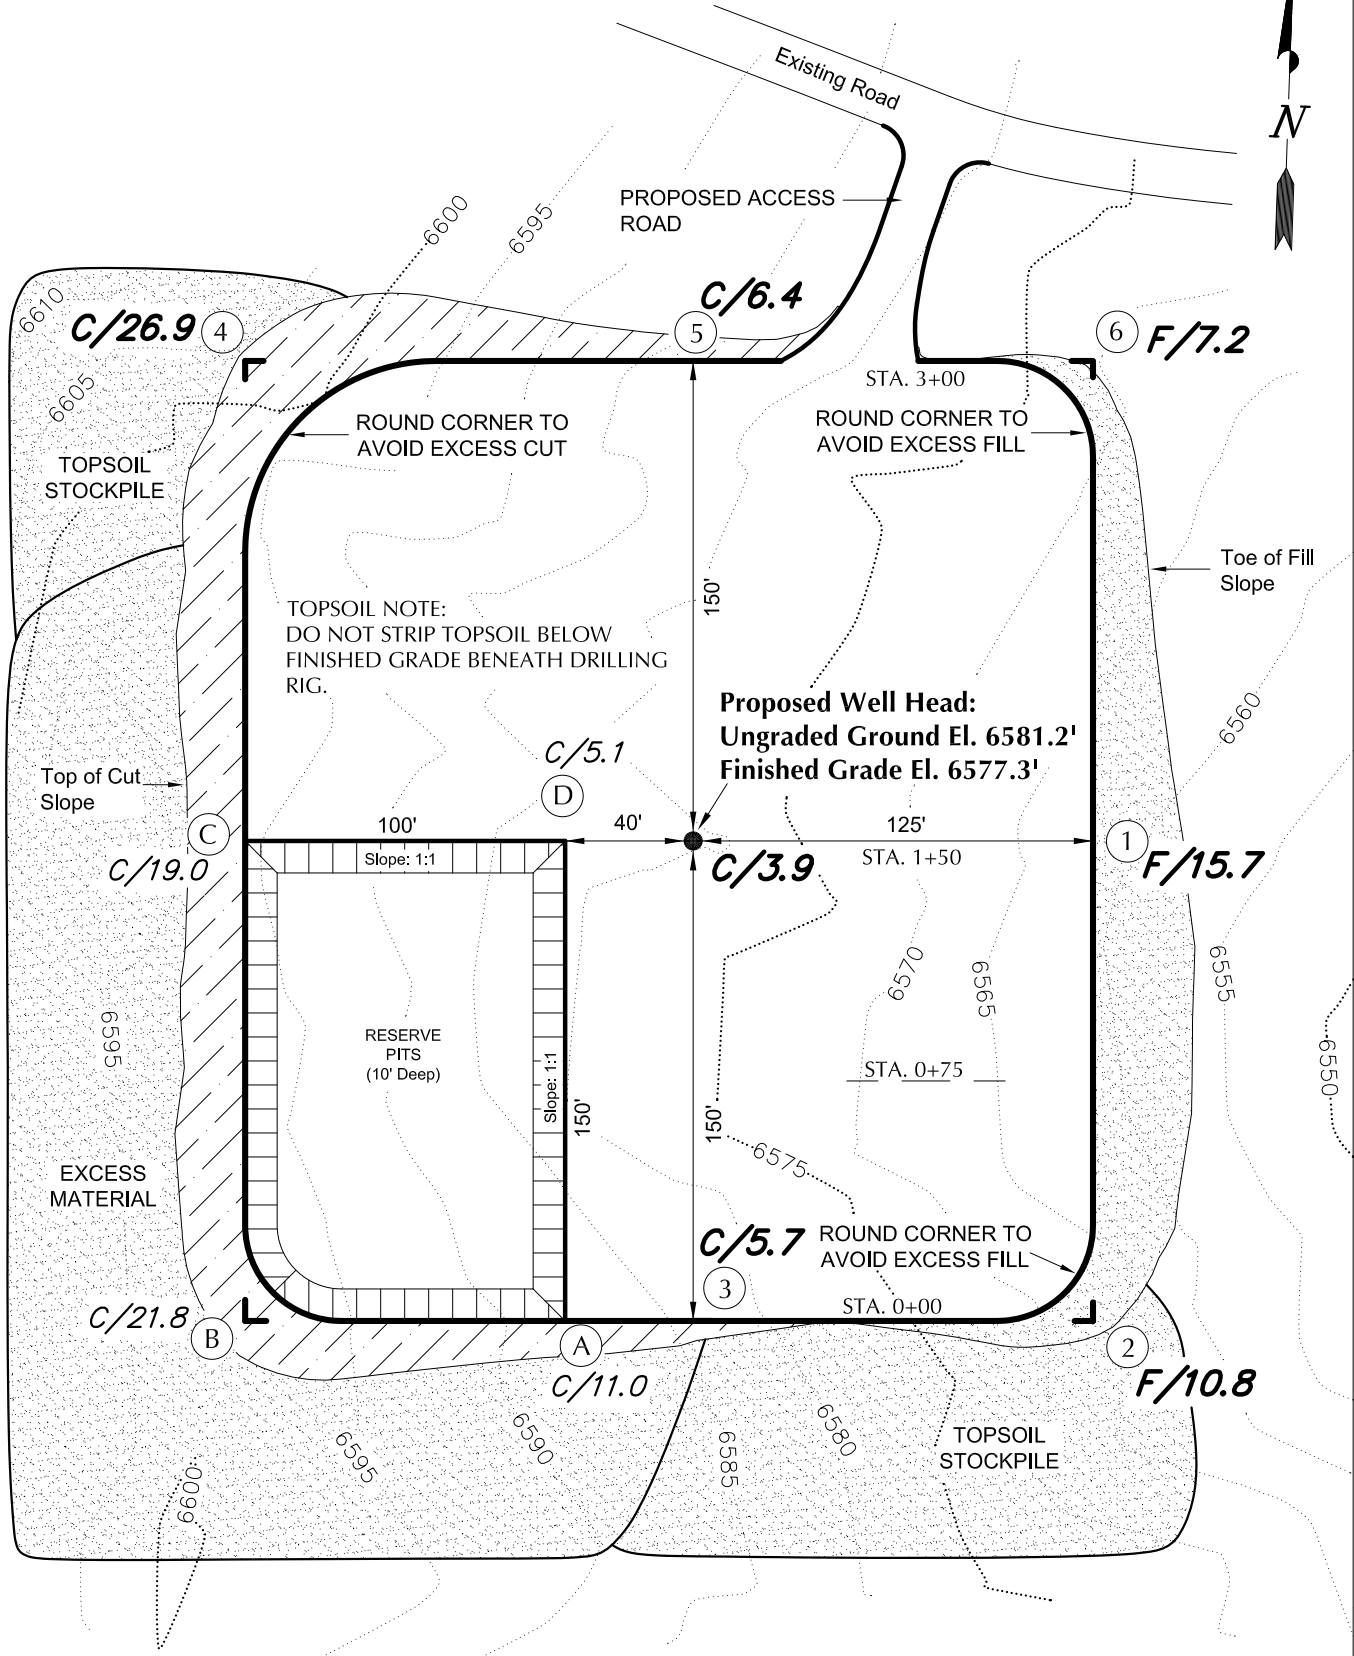 Existing Road
N
PROPOSED ACCESS
ROAD
6600
6595
6610
C/26.9
4
C/6.4
5
6
F/7.2
6605
STA. 3+00
ROUND CORNER TO
AVOID EXCESS CUT
ROUND CORNER TO
AVOID EXCESS FILL
TOPSOIL
STOCKPILE
Toe of Fill
Slope
150'
TOPSOIL NOTE:
DO NOT STRIP TOPSOIL BELOW
FINISHED GRADE BENEATH DRILLING
RIG.
Proposed Well Head:
Ungraded Ground El. 6581.2'
Finished Grade El. 6577.3'
6560
C/5.1
D
Top of Cut
Slope
C
C/19.0
100'
40'
125'
Slope: 1:1
C/3.9
STA. 1+50
1
F/15.7
6570
6565
6555
6595
RESERVE
PITS
(10' Deep)
Slope: 1:1
150'
150'
STA. 0+75
6550
6575
EXCESS
MATERIAL
C/5.7
3
ROUND CORNER TO
AVOID EXCESS FILL
STA. 0+00
C/21.8
B
A
C/11.0
2
F/10.8
6600
6595
6590
6585
6580
TOPSOIL
STOCKPILE